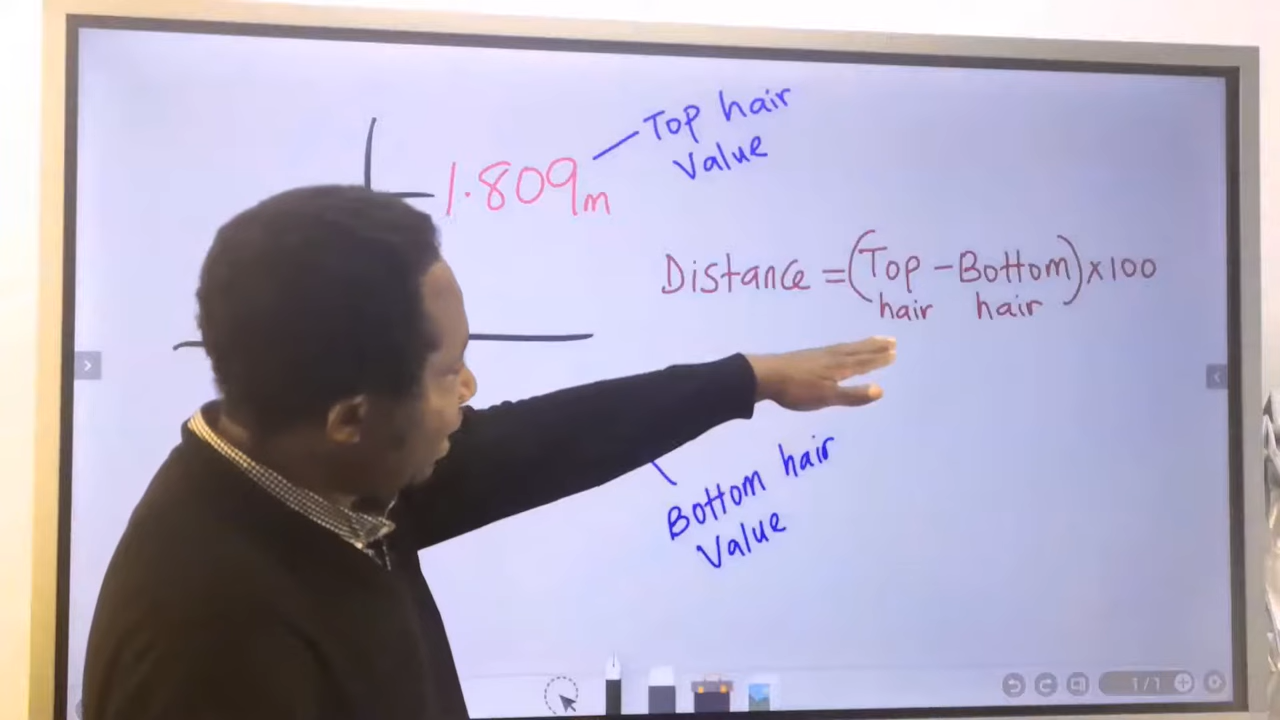 Top hair
Value
1.809m
Distance = (Top - Bottom) × 100
hair hair
Bottom hair
Value
1/1